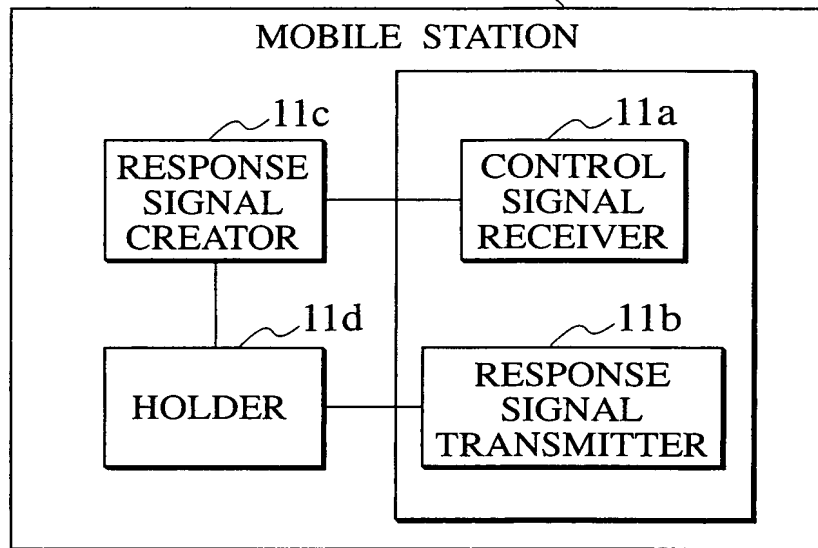 MOBILE STATION
11c
RESPONSE
SIGNAL
CREATOR
11a
CONTROL
SIGNAL
RECEIVER
11d
HOLDER
11b
RESPONSE
SIGNAL
TRANSMITTER